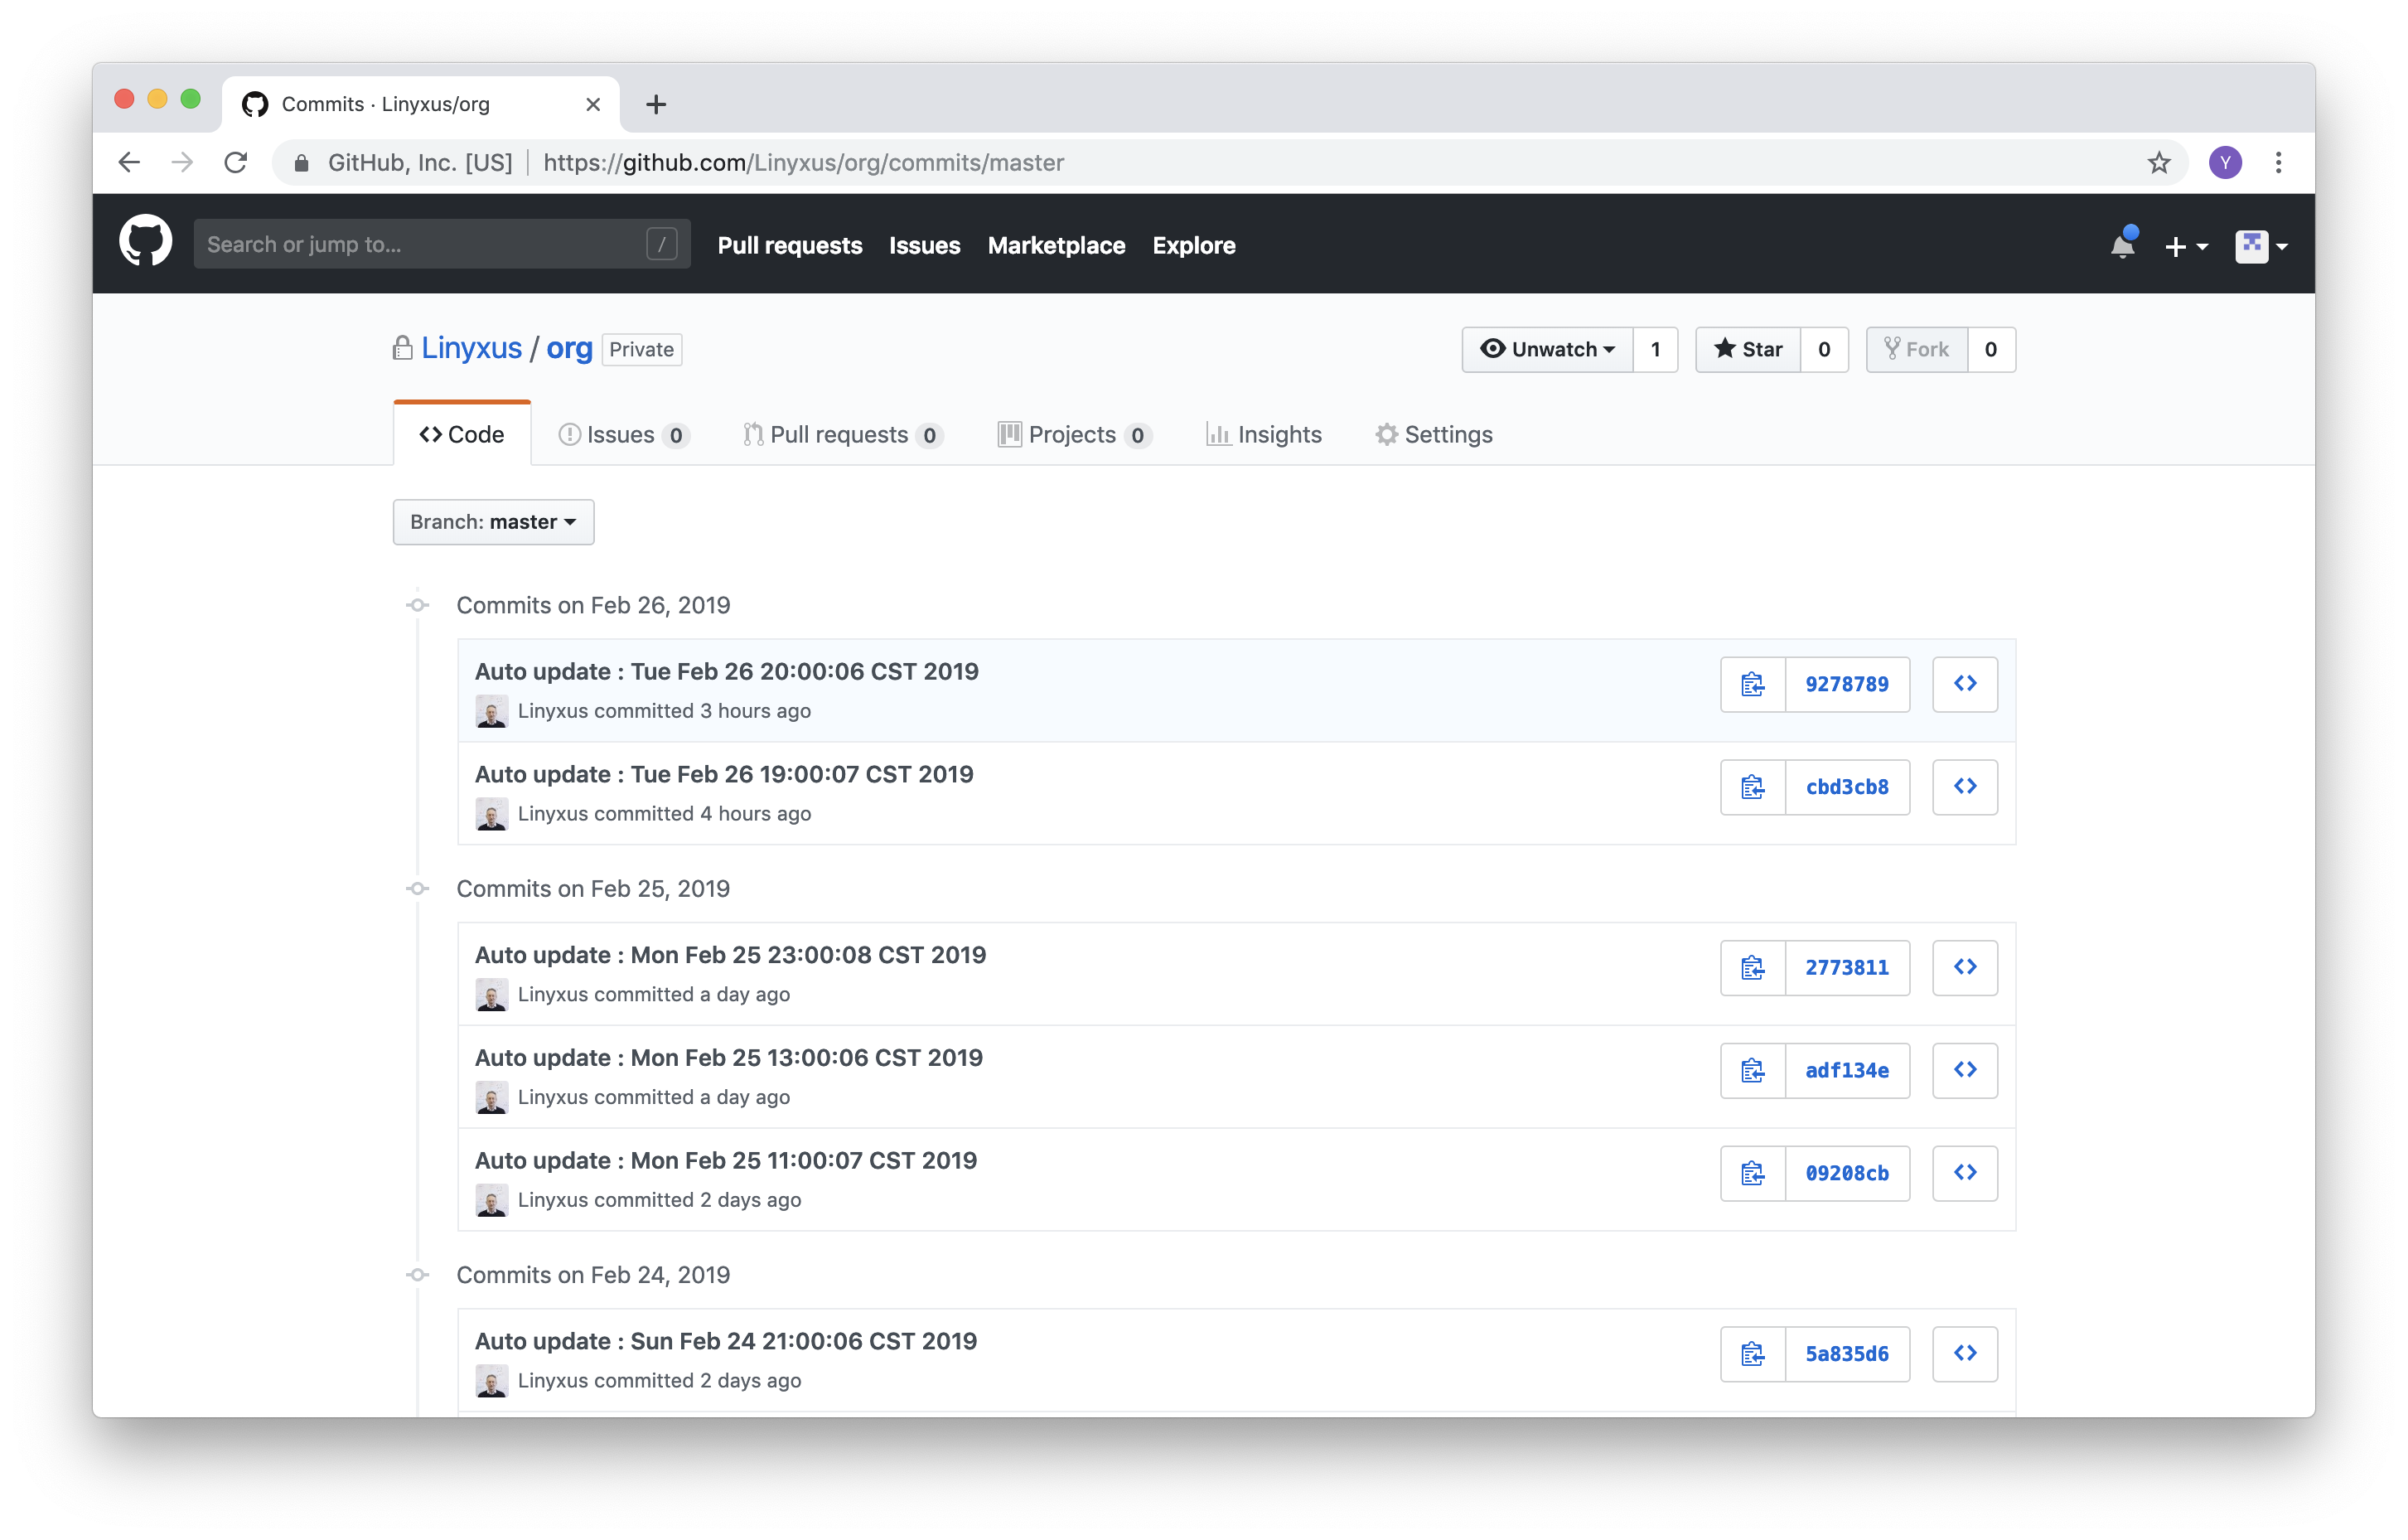 Commits · Linyxus/org
GitHub, Inc. [US] https://github.com/Linyxus/org/commits/master
Y
Search or jump to... /
Pull requests Issues Marketplace Explore
Linyxus / org Private
Unwatch 1 Star 0 Fork 0
Code Issues 0 Pull requests 0 Projects 0 Insights Settings
Branch: master
Commits on Feb 26, 2019
Auto update : Tue Feb 26 20:00:06 CST 2019
Linyxus committed 3 hours ago
9278789
Auto update : Tue Feb 26 19:00:07 CST 2019
Linyxus committed 4 hours ago
cbd3cb8
Commits on Feb 25, 2019
Auto update : Mon Feb 25 23:00:08 CST 2019
Linyxus committed a day ago
2773811
Auto update : Mon Feb 25 13:00:06 CST 2019
Linyxus committed a day ago
adf134e
Auto update : Mon Feb 25 11:00:07 CST 2019
Linyxus committed 2 days ago
09208cb
Commits on Feb 24, 2019
Auto update : Sun Feb 24 21:00:06 CST 2019
Linyxus committed 2 days ago
5a835d6